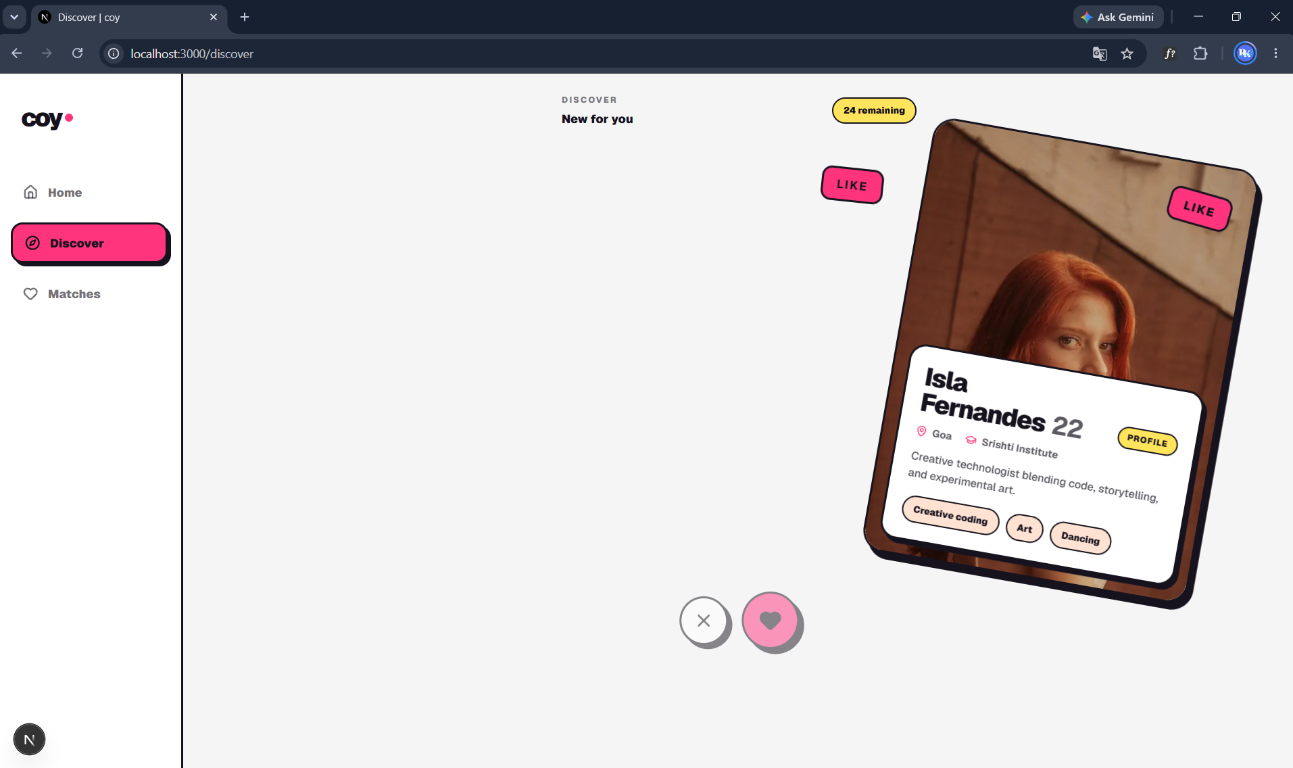 Discover | coy
Ask Gemini
localhost:3000/discover
f?
coy
Home
Discover
Matches
DISCOVER
New for you
24 remaining
LIKE
LIKE
Isla
Fernandes 22
PROFILE
Goa
Srishti Institute
Creative technologist blending code, storytelling,
and experimental art.
Creative coding
Art
Dancing
N